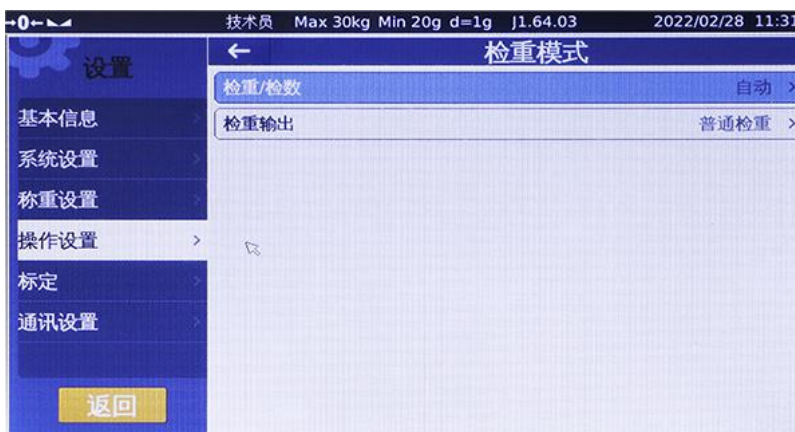 →0← 技术员 Max 30kg Min 20g d=1g J1.64.03 2022/02/28 11:31
设置
← 检重模式
检重/检数 自动 >
检重输出 普通检重 >
基本信息 >
系统设置 >
称重设置 >
操作设置 >
标定 >
通讯设置 >
返回